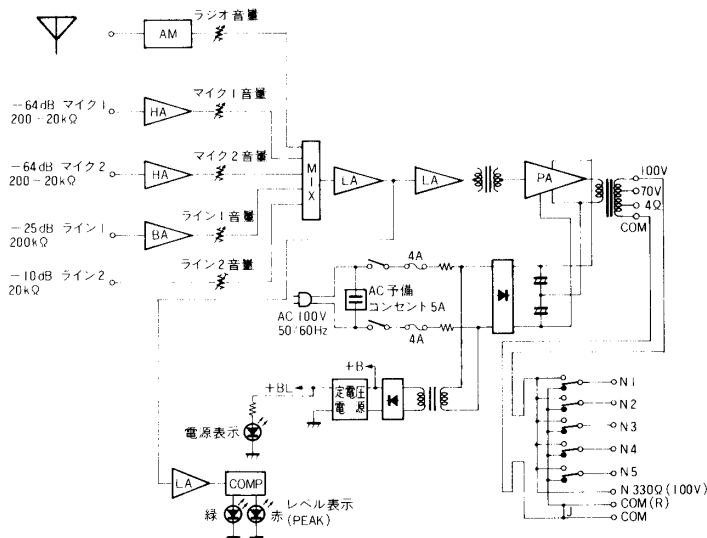 ラジオ音量
AM
マイク1音量
−64dB マイク1
200−20kΩ
HA
マイク2音量
−64dB マイク2
200−20kΩ
HA
ライン1音量
−25dB ライン1
200kΩ
BA
ライン2音量
−10dB ライン2
20kΩ
MIX
LA
LA
PA
100V
70V
4Ω
COM
4A
AC予備
コンセント5A
AC 100V
50/60Hz
4A
+B
+BL
定電圧
電源
電源表示
N1
N2
N3
N4
N5
N 330Ω(100V)
COM(R)
J
COM
LA
COMP
緑
赤
レベル表示
(PEAK)